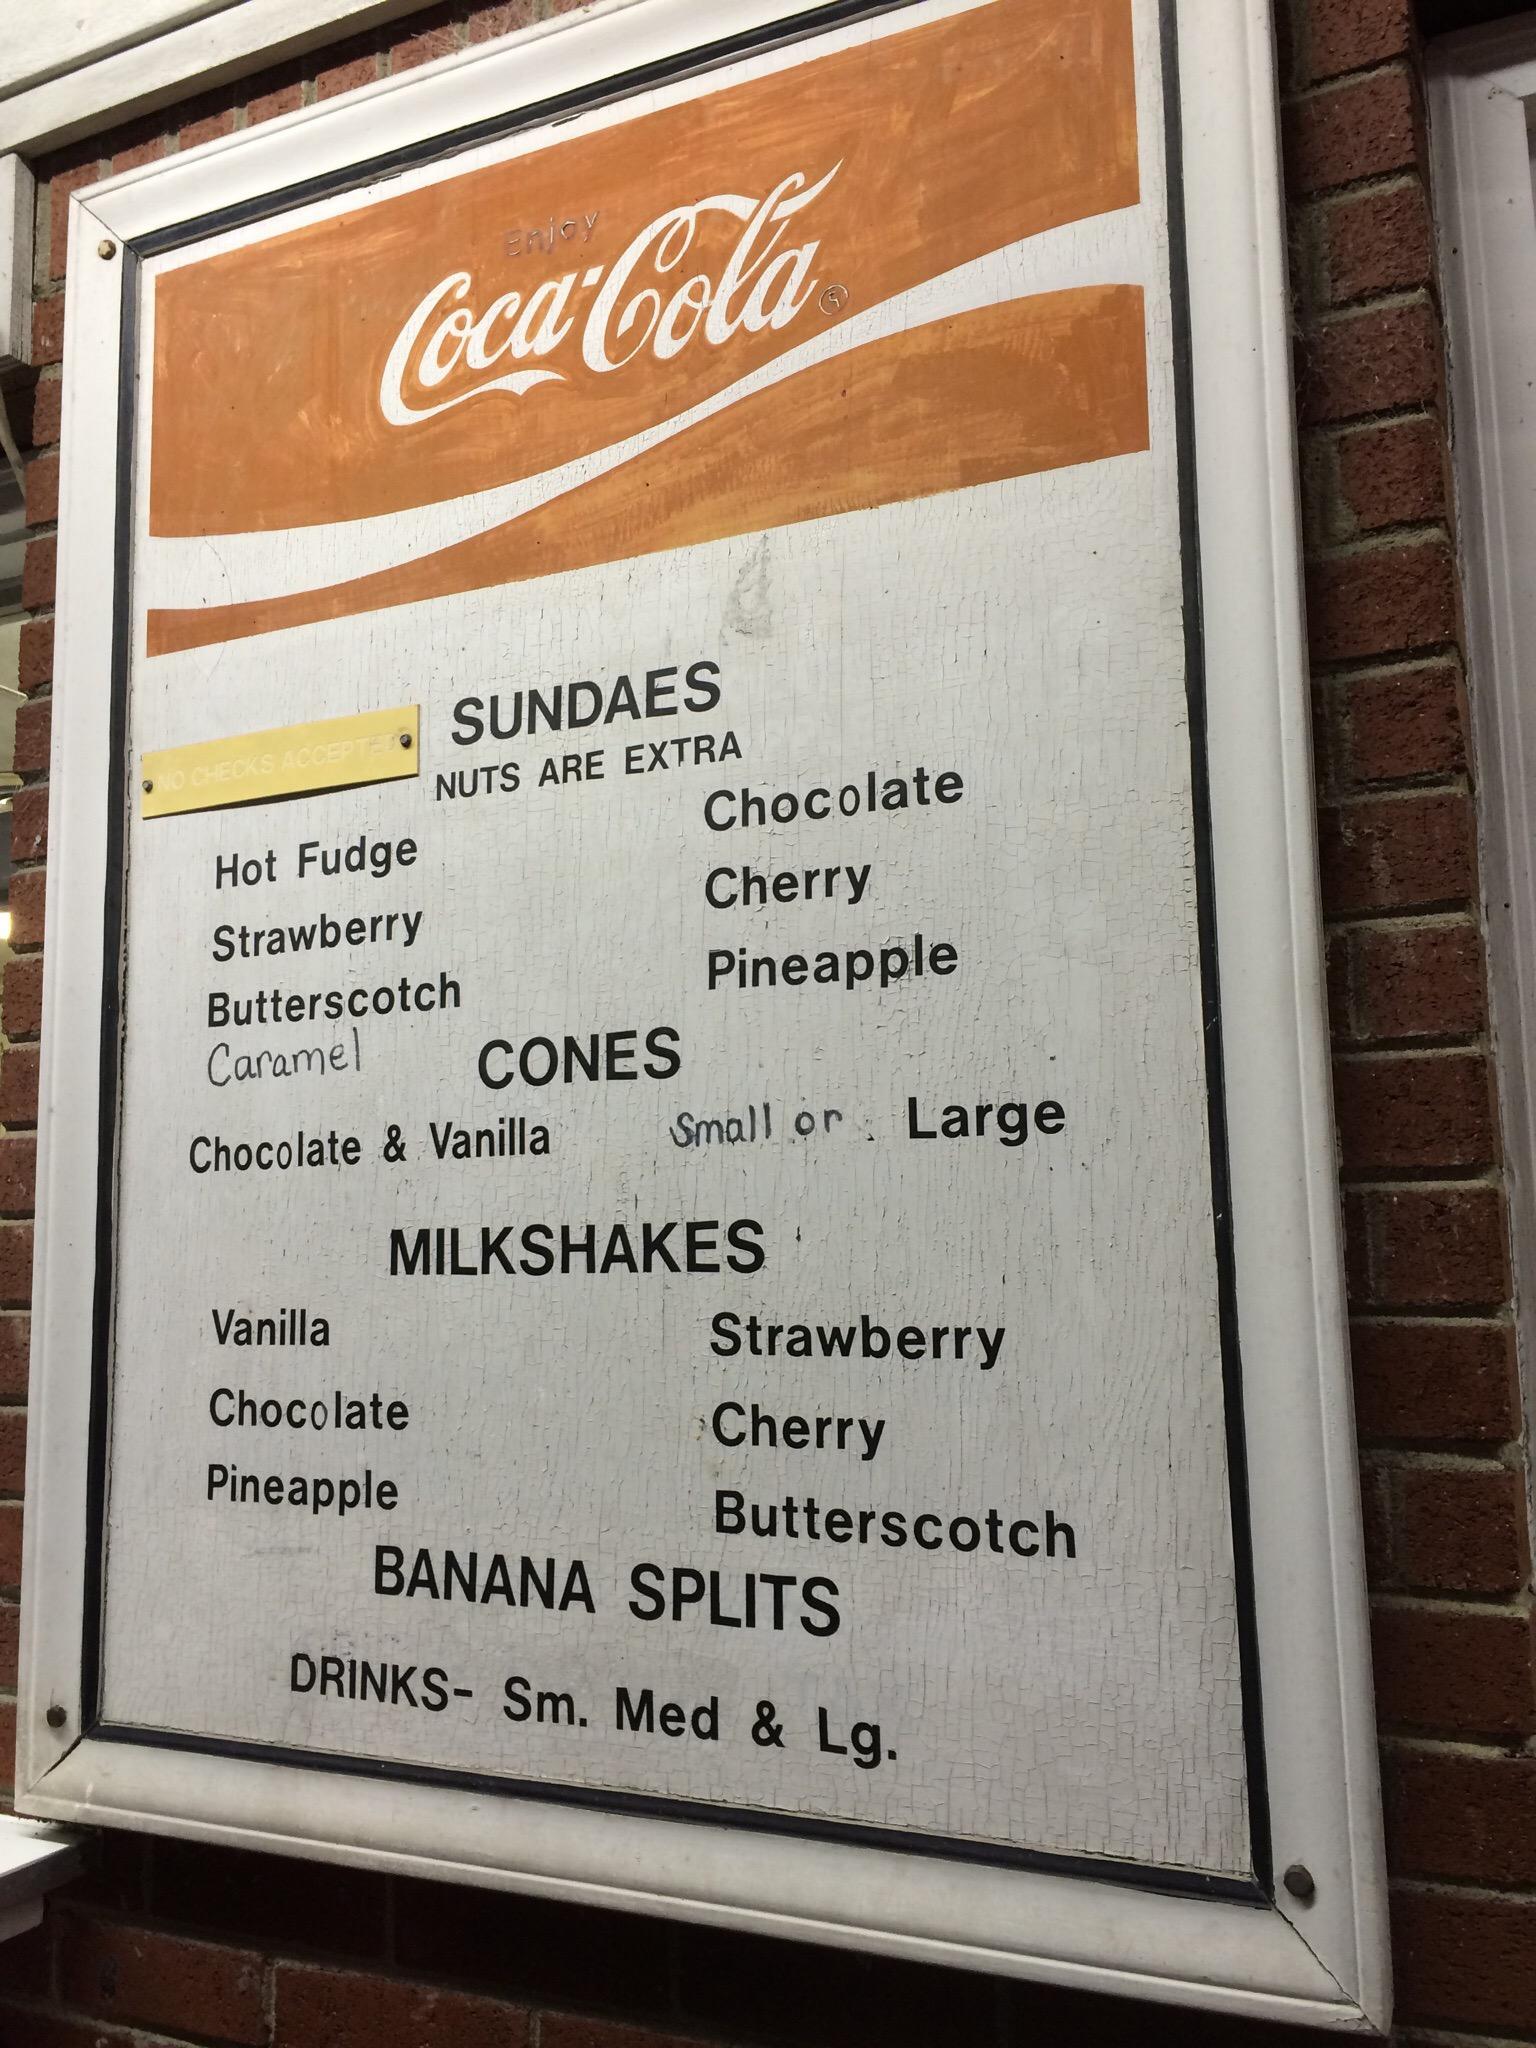 Enjoy
Coca-Cola®
SUNDAES
NO CHECKS ACCEPTED
NUTS ARE EXTRA
Hot Fudge
Chocolate
Strawberry
Cherry
Butterscotch
Pineapple
Caramel
CONES
Chocolate & Vanilla Small or Large
MILKSHAKES
Vanilla
Strawberry
Chocolate
Cherry
Pineapple
Butterscotch
BANANA SPLITS
DRINKS- Sm. Med & Lg.